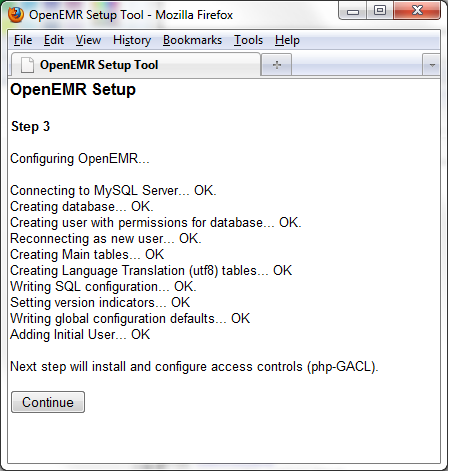 OpenEMR Setup Tool - Mozilla Firefox
File Edit View History Bookmarks Tools Help
OpenEMR Setup Tool
OpenEMR Setup
Step 3
Configuring OpenEMR...
Connecting to MySQL Server... OK.
Creating database... OK.
Creating user with permissions for database... OK.
Reconnecting as new user... OK.
Creating Main tables... OK
Creating Language Translation (utf8) tables... OK
Writing SQL configuration... OK.
Setting version indicators... OK
Writing global configuration defaults... OK
Adding Initial User... OK
Next step will install and configure access controls (php-GACL).
Continue